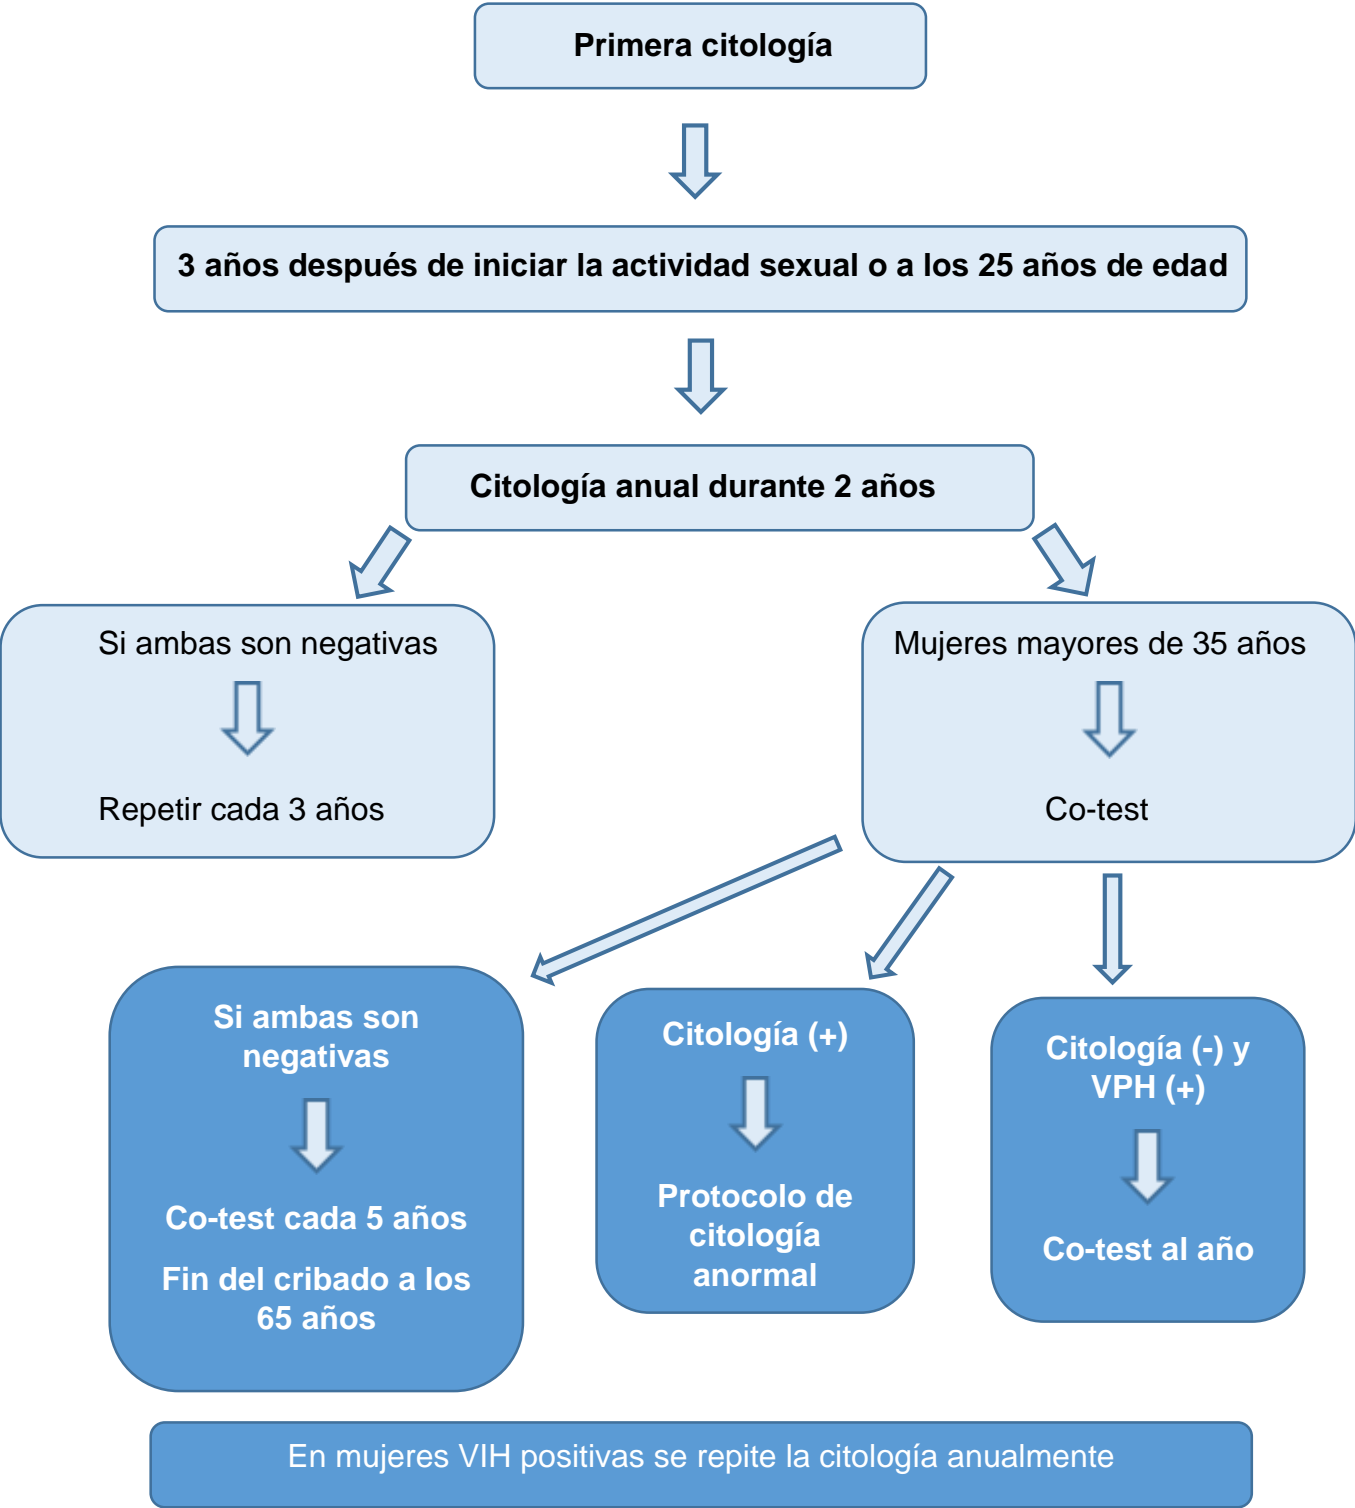 Primera citología
3 años después de iniciar la actividad sexual o a los 25 años de edad
Citología anual durante 2 años
Si ambas son negativas
Repetir cada 3 años
Mujeres mayores de 35 años
Co-test
Si ambas son
negativas
Co-test cada 5 años
Fin del cribado a los
65 años
Citología (+)
Protocolo de
citología
anormal
Citología (-) y
VPH (+)
Co-test al año
En mujeres VIH positivas se repite la citología anualmente